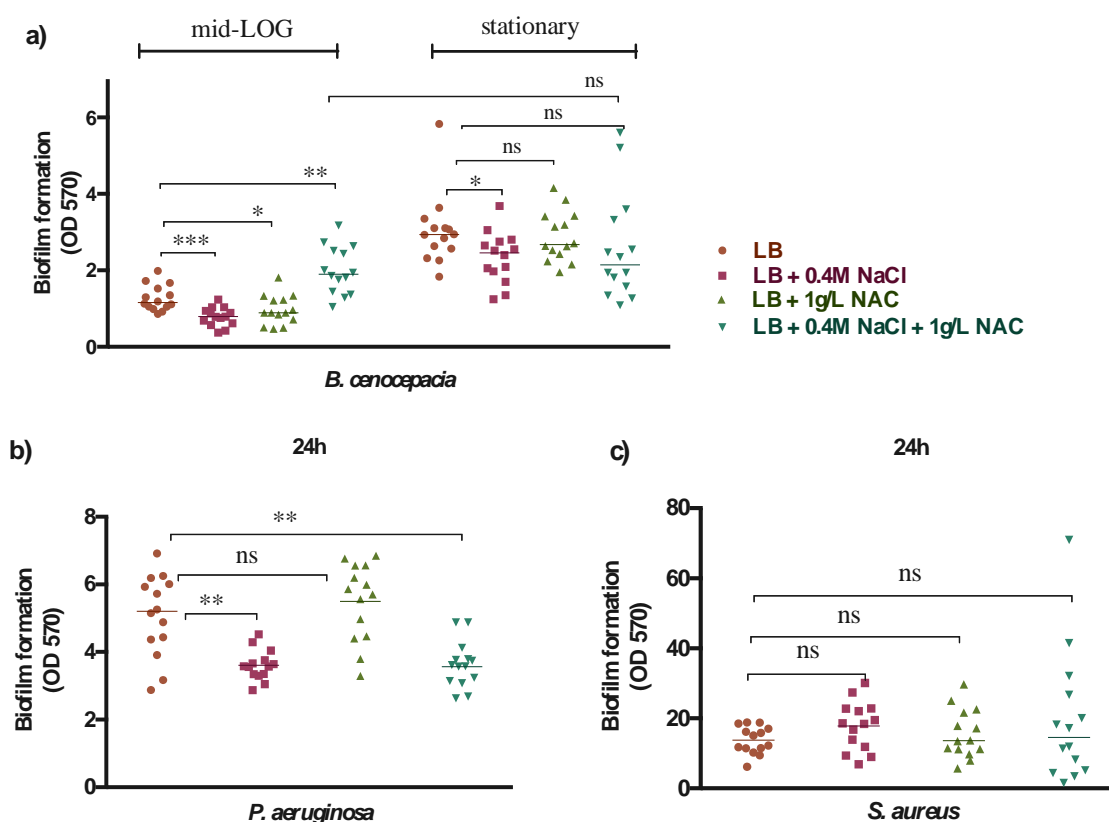 a)
mid-LOG
stationary
Biofilm formation
(OD 570)
6
4
2
0
***
*
**
*
ns
ns
ns
B. cenocepacia
LB
LB + 0.4M NaCl
LB + 1g/L NAC
LB + 0.4M NaCl + 1g/L NAC
b)
24h
Biofilm formation
(OD 570)
8
6
4
2
0
**
ns
**
P. aeruginosa
c)
24h
Biofilm formation
(OD 570)
80
60
40
20
0
ns
ns
ns
S. aureus